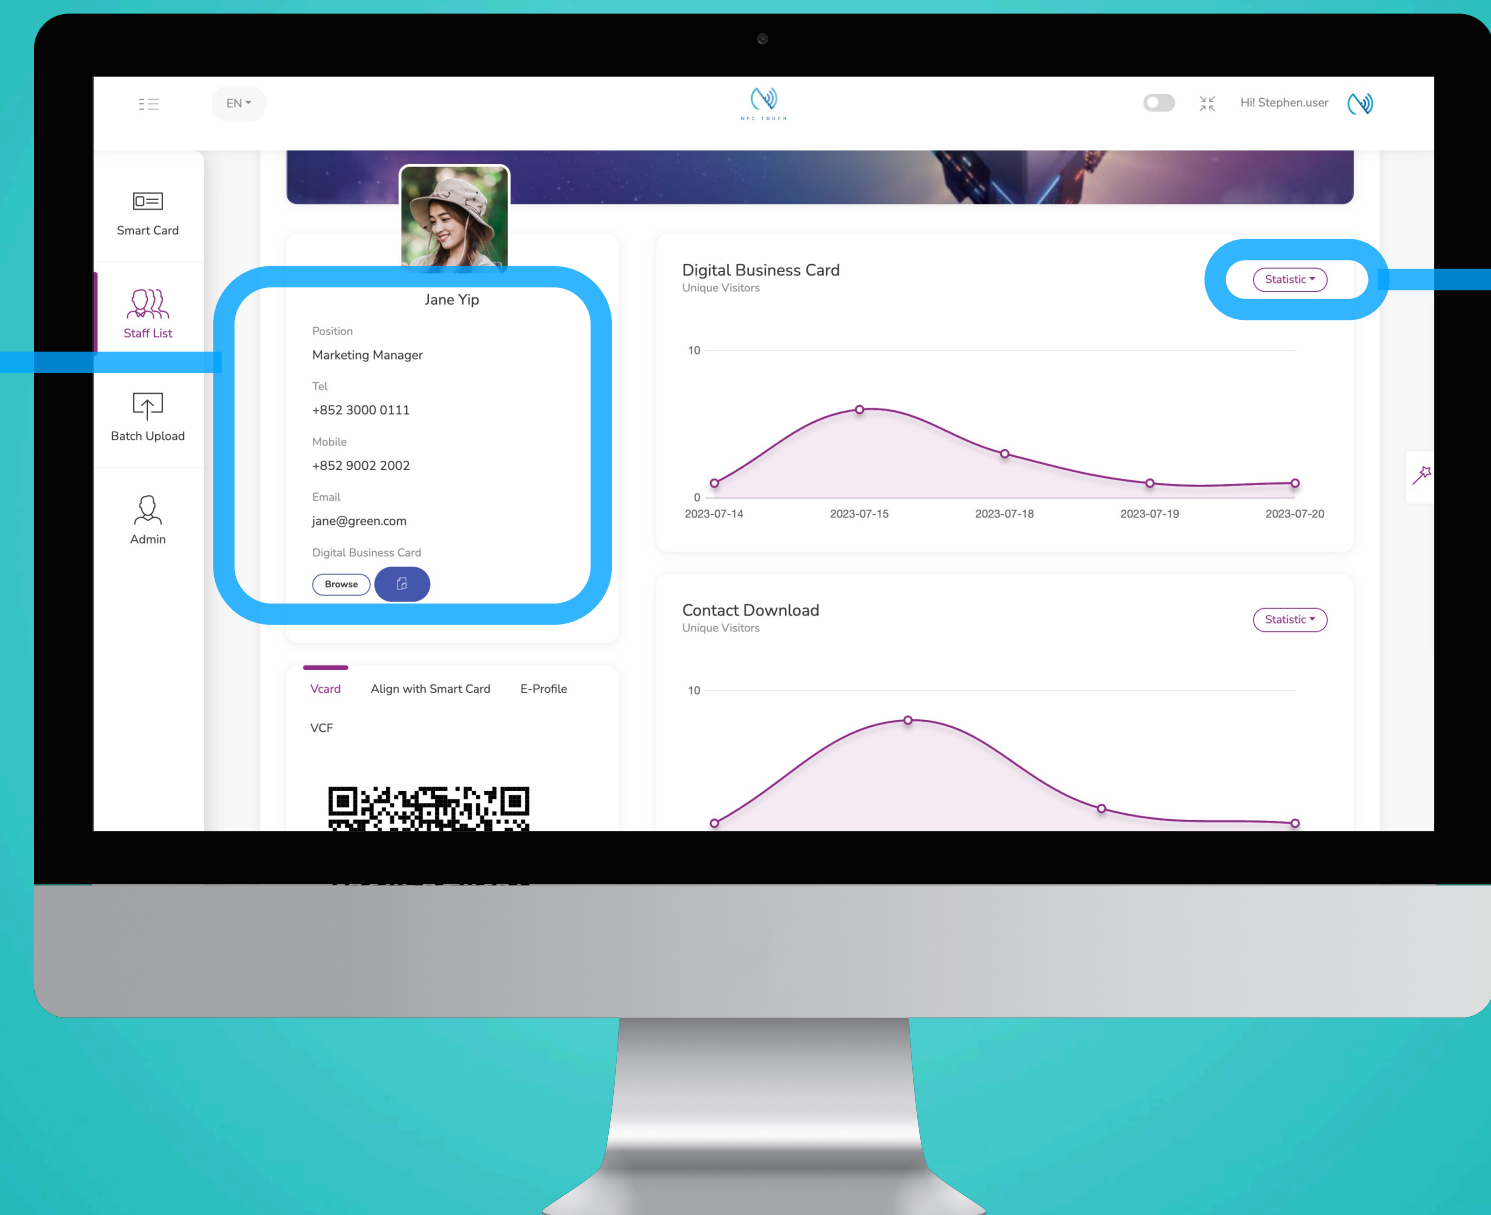 EN
NFC TOUCH
Hi! Stephen.user
Smart Card
Staff List
Batch Upload
Admin
Jane Yip
Position
Marketing Manager
Tel
+852 3000 0111
Mobile
+852 9002 2002
Email
jane@green.com
Digital Business Card
Browse
Vcard Align with Smart Card E-Profile
VCF
Digital Business Card
Unique Visitors
Statistic
10
0
2023-07-14 2023-07-15 2023-07-18 2023-07-19 2023-07-20
Contact Download
Unique Visitors
Statistic
10